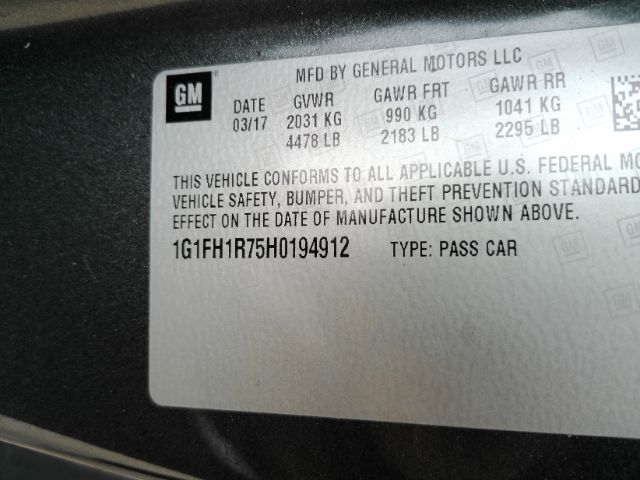 MFD BY GENERAL MOTORS LLC
GM
DATE GVWR GAWR FRT GAWR RR
03/17 2031 KG 990 KG 1041 KG
4478 LB 2183 LB 2295 LB
THIS VEHICLE CONFORMS TO ALL APPLICABLE U.S. FEDERAL MO
VEHICLE SAFETY, BUMPER, AND THEFT PREVENTION STANDARD
EFFECT ON THE DATE OF MANUFACTURE SHOWN ABOVE.
1G1FH1R75H0194912 TYPE: PASS CAR